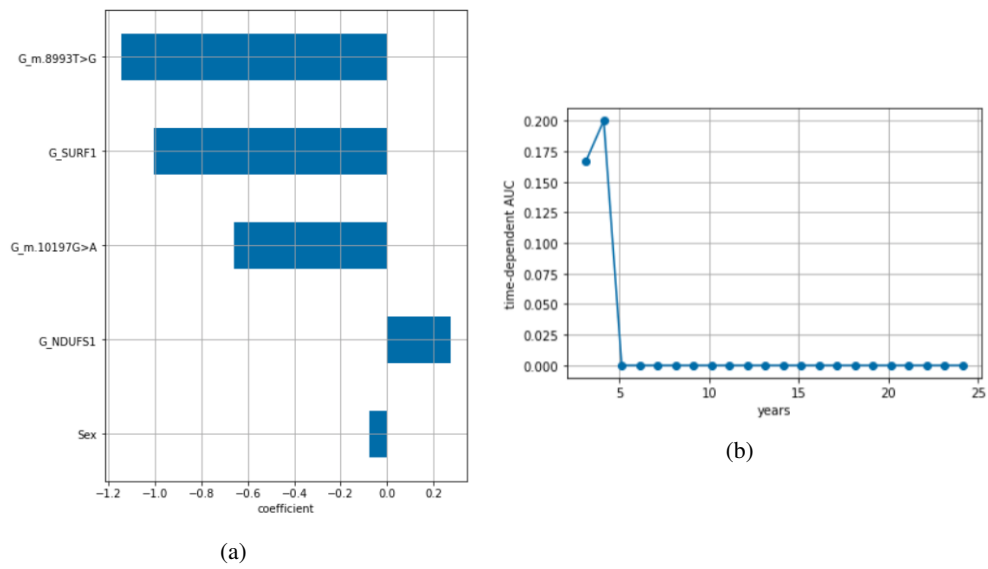 G_m.8993T>G
G_SURF1
G_m.10197G>A
G_NDUFS1
Sex
−1.2 −1.0 −0.8 −0.6 −0.4 −0.2 0.0 0.2
coefficient
(a)
time-dependent AUC
0.200
0.175
0.150
0.125
0.100
0.075
0.050
0.025
0.000
5 10 15 20 25
years
(b)